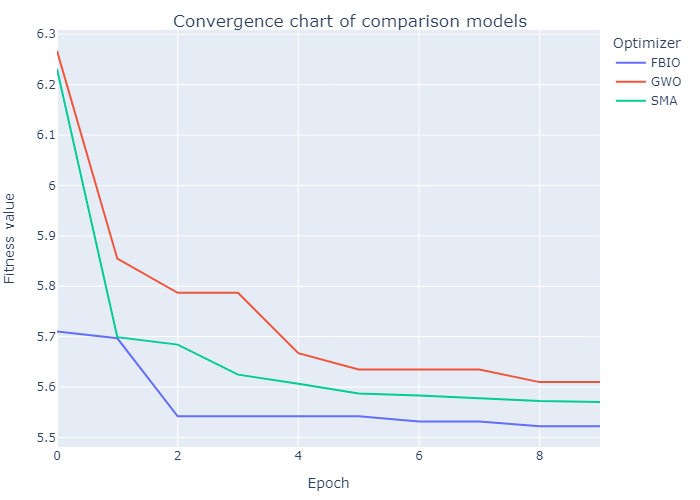 Convergence chart of comparison models
6.3
6.2
6.1
6
5.9
5.8
5.7
5.6
5.5
Fitness value
0
2
4
6
8
Epoch
Optimizer
FBIO
GWO
SMA